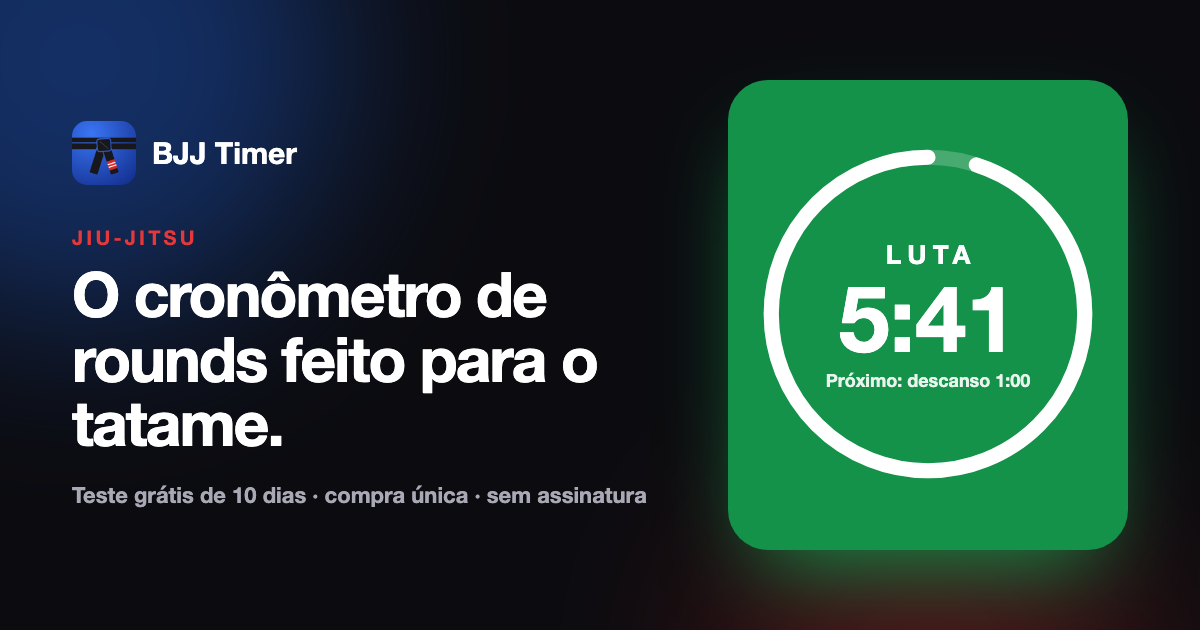 BJJ Timer
JIU-JITSU
O cronômetro de
rounds feito para o
tatame.
Teste grátis de 10 dias · compra única · sem assinatura
LUTA
5:41
Próximo: descanso 1:00